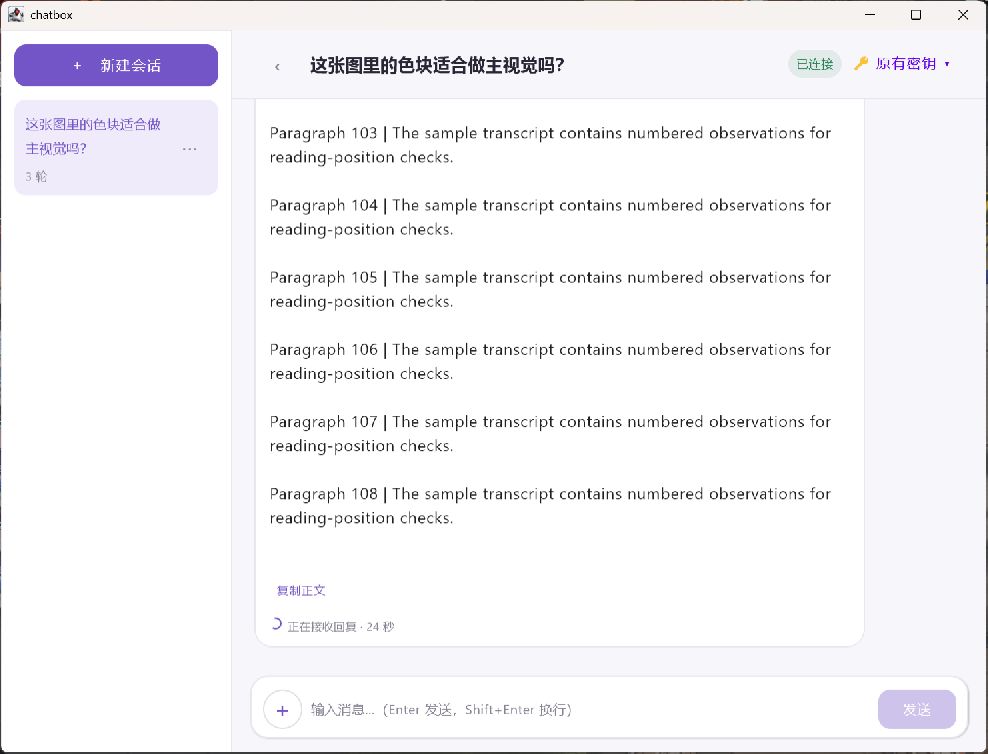 chatbox
+ 新建会话
这张图里的色块适合做
主视觉吗?
...
3 轮
‹ 这张图里的色块适合做主视觉吗?
已连接
原有密钥
Paragraph 103 | The sample transcript contains numbered observations for
reading-position checks.
Paragraph 104 | The sample transcript contains numbered observations for
reading-position checks.
Paragraph 105 | The sample transcript contains numbered observations for
reading-position checks.
Paragraph 106 | The sample transcript contains numbered observations for
reading-position checks.
Paragraph 107 | The sample transcript contains numbered observations for
reading-position checks.
Paragraph 108 | The sample transcript contains numbered observations for
reading-position checks.
复制正文
正在接收回复 · 24 秒
+ 输入消息... (Enter 发送, Shift+Enter 换行)
发送